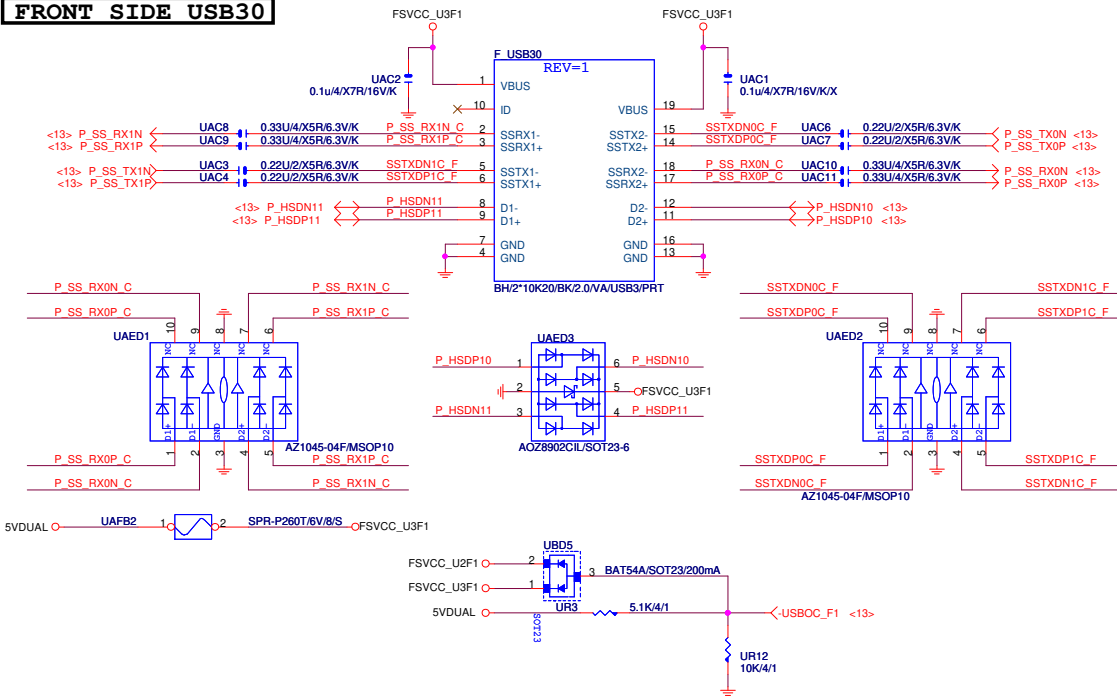 FRONT SIDE USB30
FSVCC_U3F1
FSVCC_U3F1
F_USB30
REV=1
UAC2
0.1u/4/X7R/16V/K
UAC1
0.1u/4/X7R/16V/K/X
1 VBUS
10 ID
VBUS 19
<13> P_SS_RX1N UAC8 0.33U/4/X5R/6.3V/K P_SS_RX1N_C 2 SSRX1-
<13> P_SS_RX1P UAC9 0.33U/4/X5R/6.3V/K P_SS_RX1P_C 3 SSRX1+
SSTX2- 15 SSTXDN0C_F UAC6 0.22U/2/X5R/6.3V/K P_SS_TX0N <13>
SSTX2+ 14 SSTXDP0C_F UAC7 0.22U/2/X5R/6.3V/K P_SS_TX0P <13>
<13> P_SS_TX1N UAC3 0.22U/2/X5R/6.3V/K SSTXDN1C_F 5 SSTX1-
<13> P_SS_TX1P UAC4 0.22U/2/X5R/6.3V/K SSTXDP1C_F 6 SSTX1+
SSRX2- 18 P_SS_RX0N_C UAC10 0.33U/4/X5R/6.3V/K P_SS_RX0N <13>
SSRX2+ 17 P_SS_RX0P_C UAC11 0.33U/4/X5R/6.3V/K P_SS_RX0P <13>
<13> P_HSDN11 P_HSDN11 8 D1-
<13> P_HSDP11 P_HSDP11 9 D1+
D2- 12 P_HSDN10 <13>
D2+ 11 P_HSDP10 <13>
7 GND
4 GND
GND 16
GND 13
BH/2*10K20/BK/2.0/VA/USB3/PRT
P_SS_RX0N_C P_SS_RX1N_C
P_SS_RX0P_C P_SS_RX1P_C
UAED1
10 9 8 7 6
NC NC NC NC
D1+ D1- GND D2+ D2-
1 2 3 4 5
AZ1045-04F/MSOP10
P_SS_RX0P_C P_SS_RX1P_C
P_SS_RX0N_C P_SS_RX1N_C
UAED3
P_HSDP10 1 6 P_HSDN10
2 5 FSVCC_U3F1
P_HSDN11 3 4 P_HSDP11
AOZ8902CIL/SOT23-6
SSTXDN0C_F SSTXDN1C_F
SSTXDP0C_F SSTXDP1C_F
UAED2
10 9 8 7 6
NC NC NC NC
D1+ D1- GND D2+ D2-
1 2 3 4 5
SSTXDP0C_F SSTXDP1C_F
SSTXDN0C_F SSTXDN1C_F
AZ1045-04F/MSOP10
5VDUAL UAFB2 1 2 SPR-P260T/6V/8/S FSVCC_U3F1
UBD5
FSVCC_U2F1 2
3 BAT54A/SOT23/200mA
FSVCC_U3F1 1
5VDUAL UR3 5.1K/4/1 -USBOC_F1 <13>
SOT23
UR12
10K/4/1